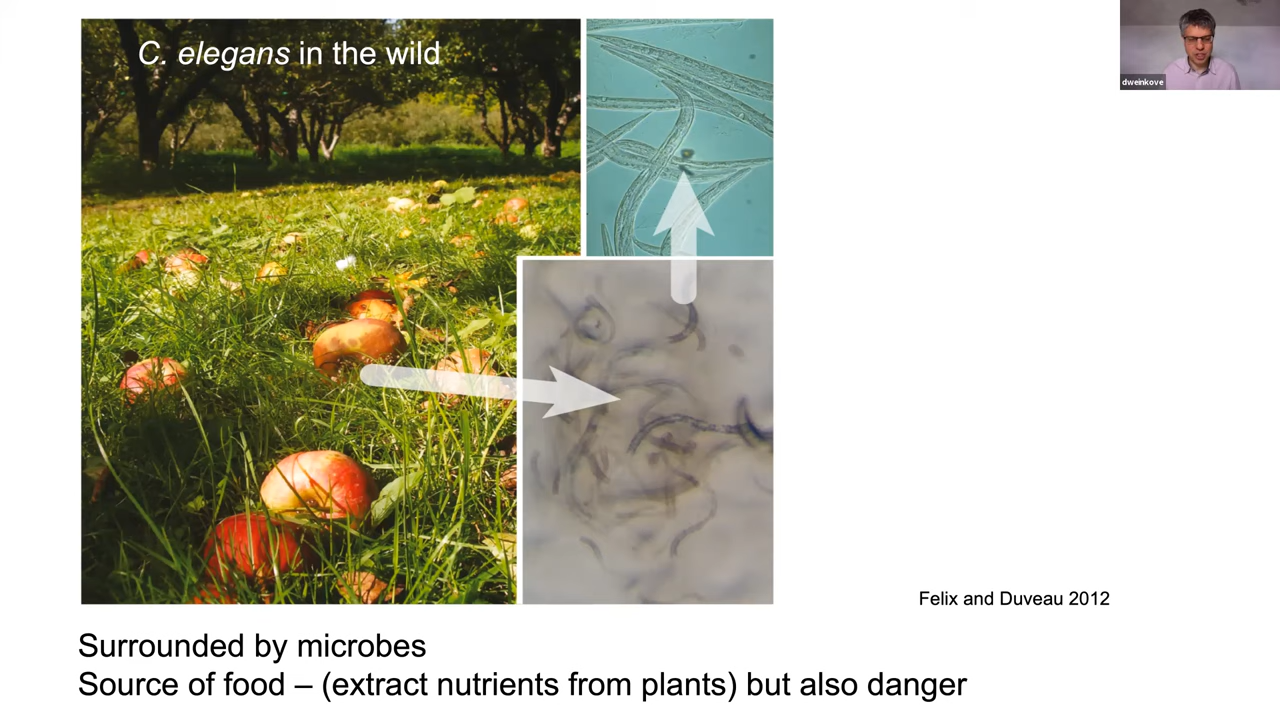 C. elegans in the wild
dweinkove
Felix and Duveau 2012
Surrounded by microbes
Source of food – (extract nutrients from plants) but also danger